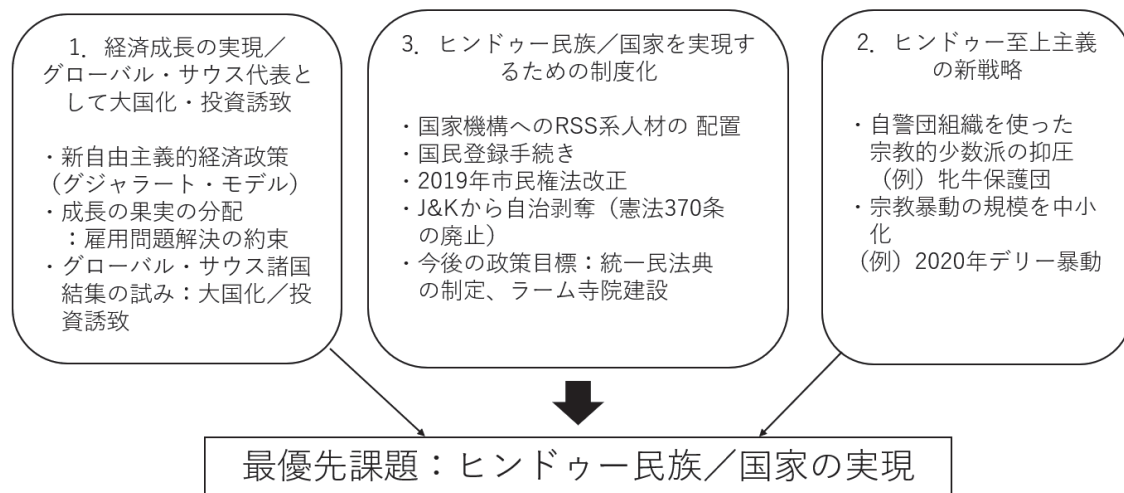 1．経済成長の実現／
グローバル・サウス代表と
して大国化・投資誘致
・新自由主義的経済政策
（グジャラート・モデル）
・成長の果実の分配
：雇用問題解決の約束
・グローバル・サウス諸国
結集の試み：大国化／投
資誘致
3．ヒンドゥー民族／国家を実現す
るための制度化
・国家機構へのRSS系人材の 配置
・国民登録手続き
・2019年市民権法改正
・J&Kから自治剥奪（憲法370条
の廃止）
・今後の政策目標：統一民法典
の制定、ラーム寺院建設
2．ヒンドゥー至上主義
の新戦略
・自警団組織を使った
宗教的少数派の抑圧
（例）牝牛保護団
・宗教暴動の規模を中小
化
（例）2020年デリー暴動
最優先課題：ヒンドゥー民族／国家の実現